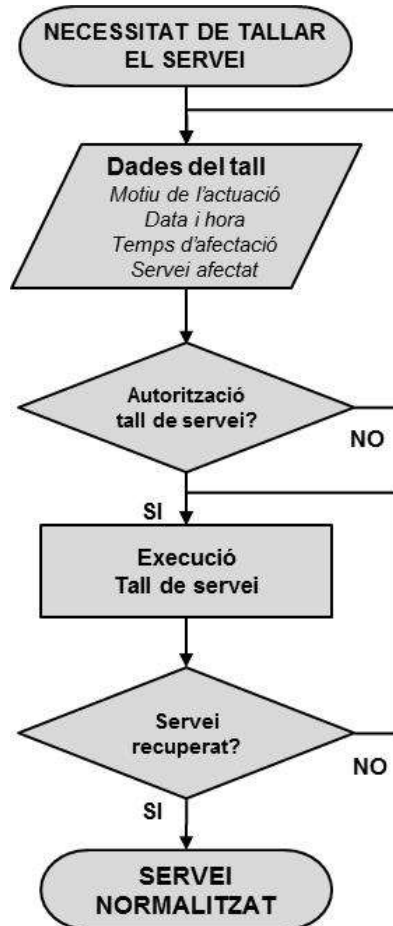 NECESSITAT DE TALLAR
EL SERVEI
Dades del tall
Motiu de l'actuació
Data i hora
Temps d'afectació
Servei afectat
Autorització
tall de servei?
NO
SI
Execució
Tall de servei
Servei
recuperat?
NO
SI
SERVEI
NORMALITZAT